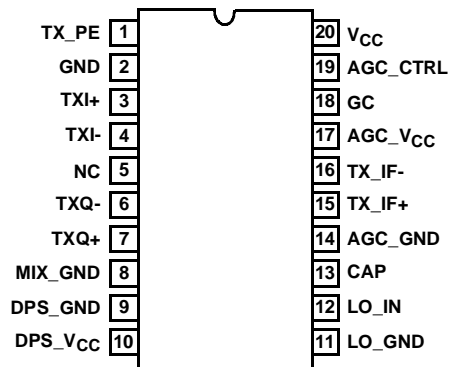 TX_PE 1 20 VCC
GND 2 19 AGC_CTRL
TXI+ 3 18 GC
TXI- 4 17 AGC_VCC
NC 5 16 TX_IF-
TXQ- 6 15 TX_IF+
TXQ+ 7 14 AGC_GND
MIX_GND 8 13 CAP
DPS_GND 9 12 LO_IN
DPS_VCC 10 11 LO_GND